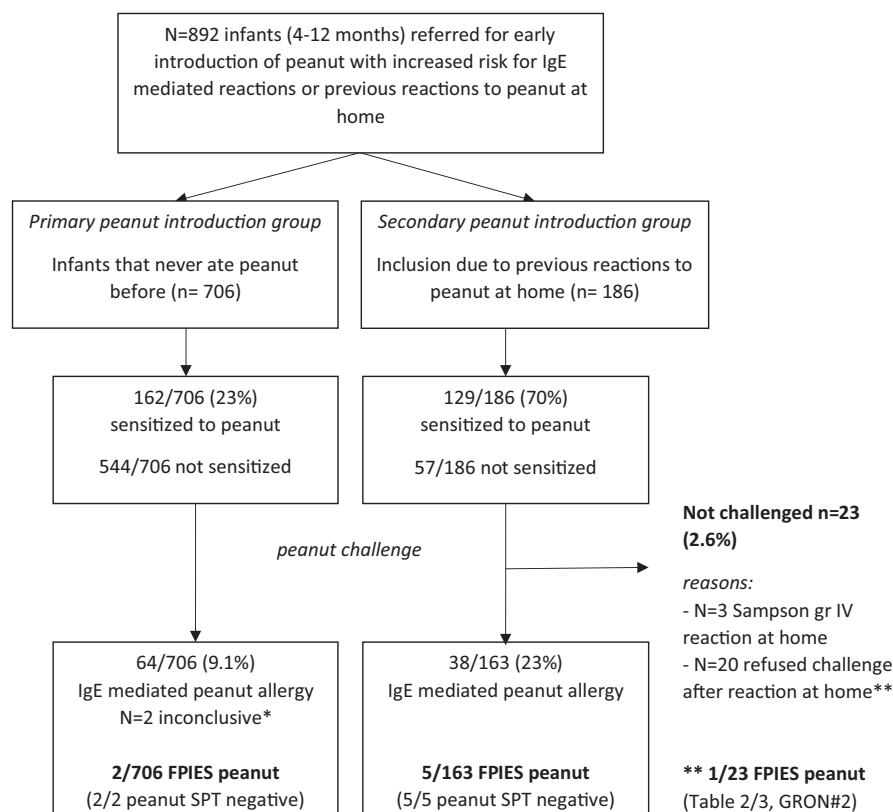 N=892 infants (4-12 months) referred for early
introduction of peanut with increased risk for IgE
mediated reactions or previous reactions to peanut at
home
Primary peanut introduction group
Infants that never ate peanut
before (n= 706)
Secondary peanut introduction group
Inclusion due to previous reactions to
peanut at home (n= 186)
162/706 (23%)
sensitized to peanut
544/706 not sensitized
129/186 (70%)
sensitized to peanut
57/186 not sensitized
peanut challenge
Not challenged n=23
(2.6%)
reasons:
- N=3 Sampson gr IV
reaction at home
- N=20 refused challenge
after reaction at home**
64/706 (9.1%)
IgE mediated peanut allergy
N=2 inconclusive*
2/706 FPIES peanut
(2/2 peanut SPT negative)
38/163 (23%)
IgE mediated peanut allergy
5/163 FPIES peanut
(5/5 peanut SPT negative)
** 1/23 FPIES peanut
(Table 2/3, GRON#2)